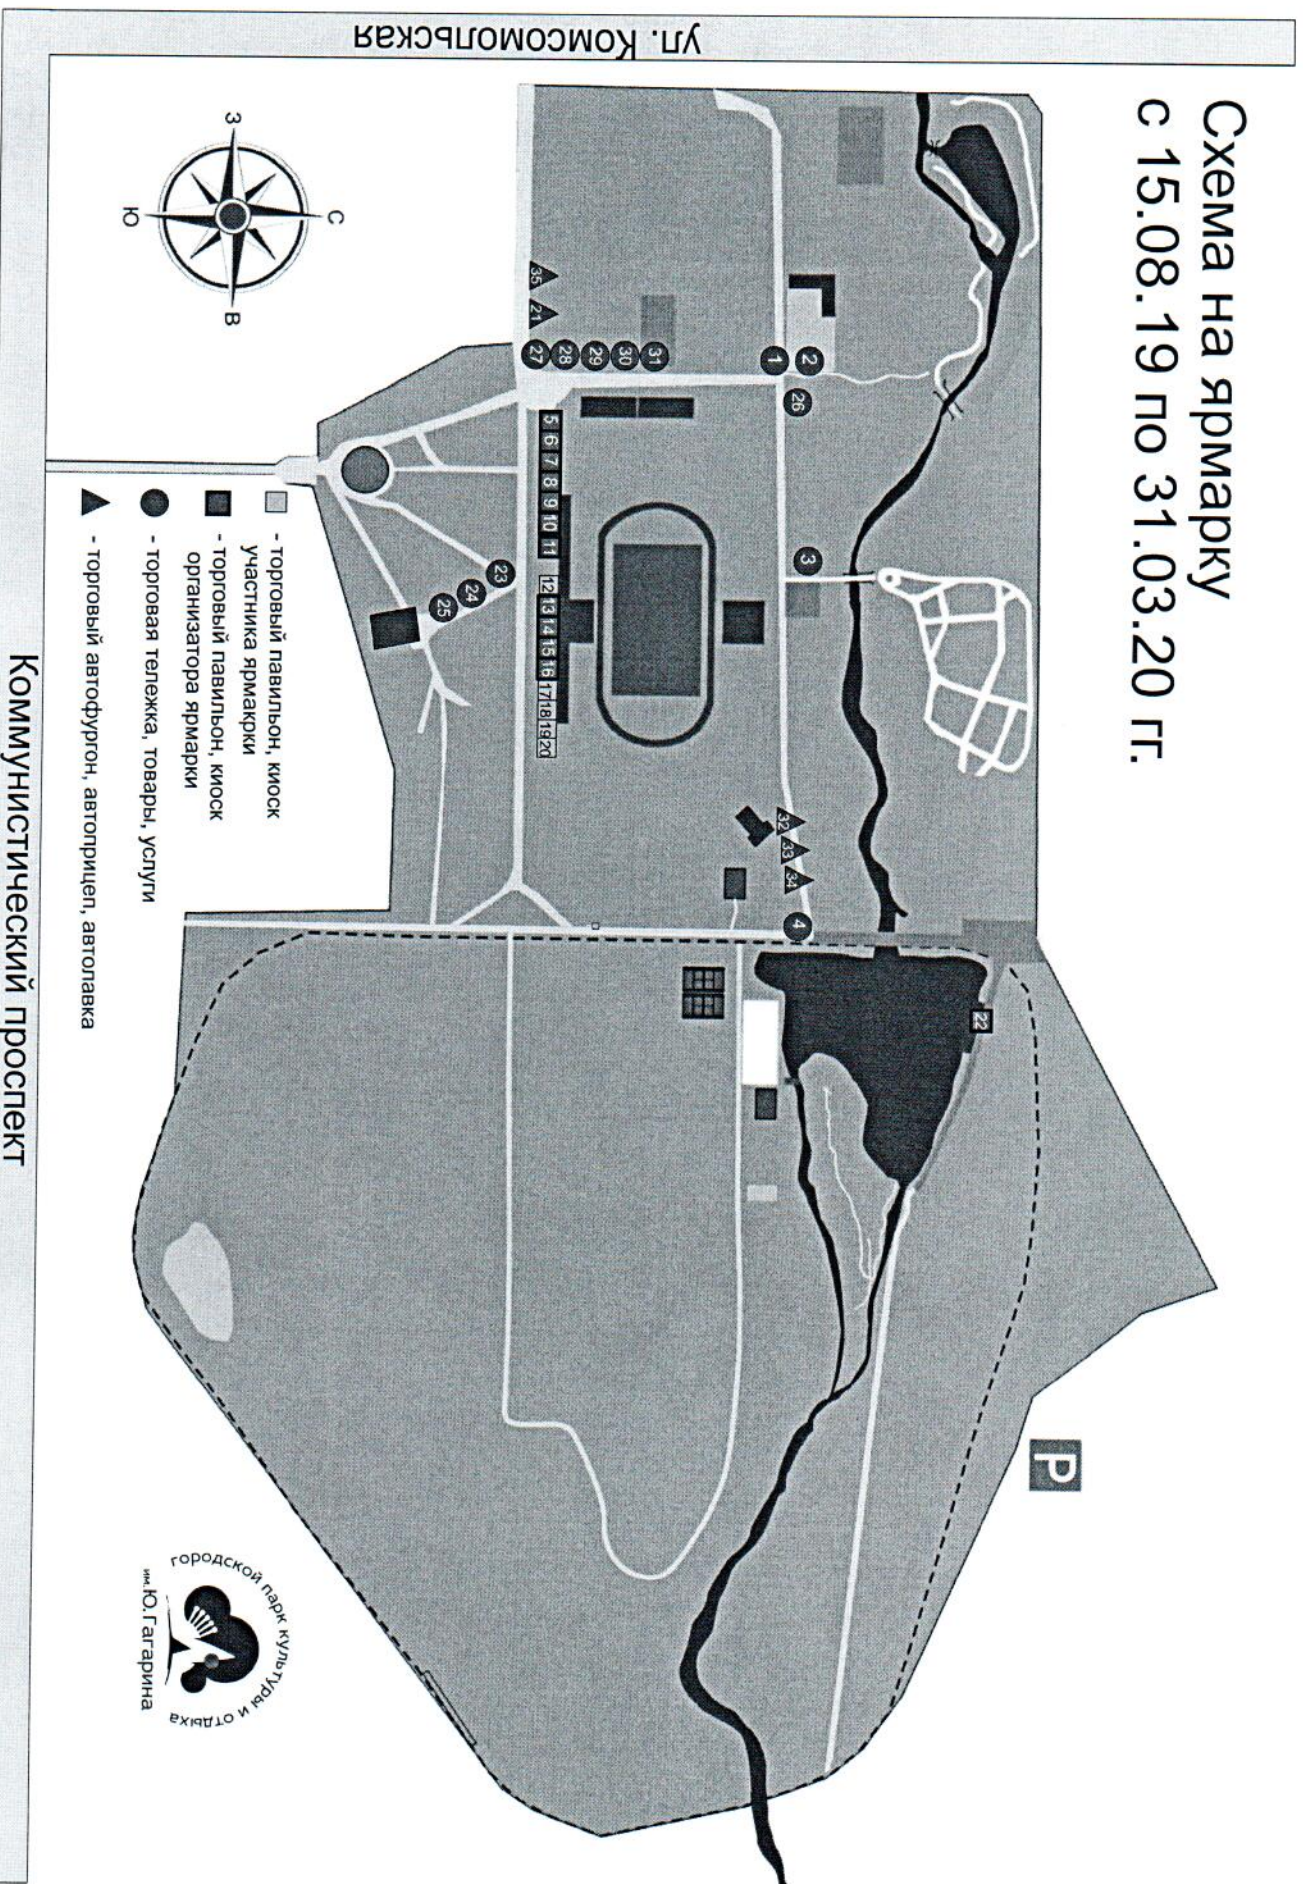 Схема на ярмарку
с 15.08.19 по 31.03.20 гг.
ул. Комсомольская
З
С
Ю
В
35
21
27
28
29
30
31
1
2
26
3
5
6
7
8
9
10
11
12
13
14
15
16
17
18
19
20
23
24
25
32
33
34
4
22
P
- торговый павильон, киоск
участника ярмакрки
- торговый павильон, киоск
организатора ярмарки
- торговая тележка, товары, услуги
- торговый автофургон, автоприцеп, автолавка
городской парк культуры и отдыха
им.Ю.Гагарина
Коммунистический проспект